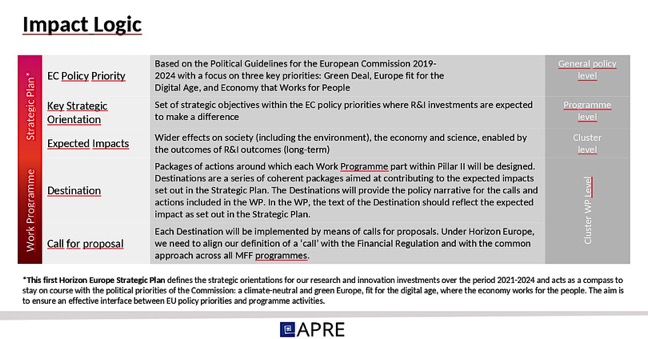 Impact Logic
Strategic Plan*
EC Policy Priority
Based on the Political Guidelines for the European Commission 2019-
2024 with a focus on three key priorities: Green Deal, Europe fit for the
Digital Age, and Economy that Works for People
General policy
level
Key Strategic
Orientation
Set of strategic objectives within the EC policy priorities where R&I investments are expected
to make a difference
Programme
level
Expected Impacts
Wider effects on society (including the environment), the economy and science, enabled by
the outcomes of R&I outcomes (long-term)
Cluster
level
Work Programme
Destination
Packages of actions around which each Work Programme part within Pillar II will be designed.
Destinations are a series of coherent packages aimed at contributing to the expected impacts
set out in the Strategic Plan. The Destinations will provide the policy narrative for the calls and
actions included in the WP. In the WP, the text of the Destination should reflect the expected
impact as set out in the Strategic Plan.
Cluster WP Level
Call for proposal
Each Destination will be implemented by means of calls for proposals. Under Horizon Europe,
we need to align our definition of a ‘call’ with the Financial Regulation and with the common
approach across all MFF programmes.
*This first Horizon Europe Strategic Plan defines the strategic orientations for our research and innovation investments over the period 2021-2024 and acts as a compass to
stay on course with the political priorities of the Commission: a climate-neutral and green Europe, fit for the digital age, where the economy works for the people. The aim is
to ensure an effective interface between EU policy priorities and programme activities.
APRE